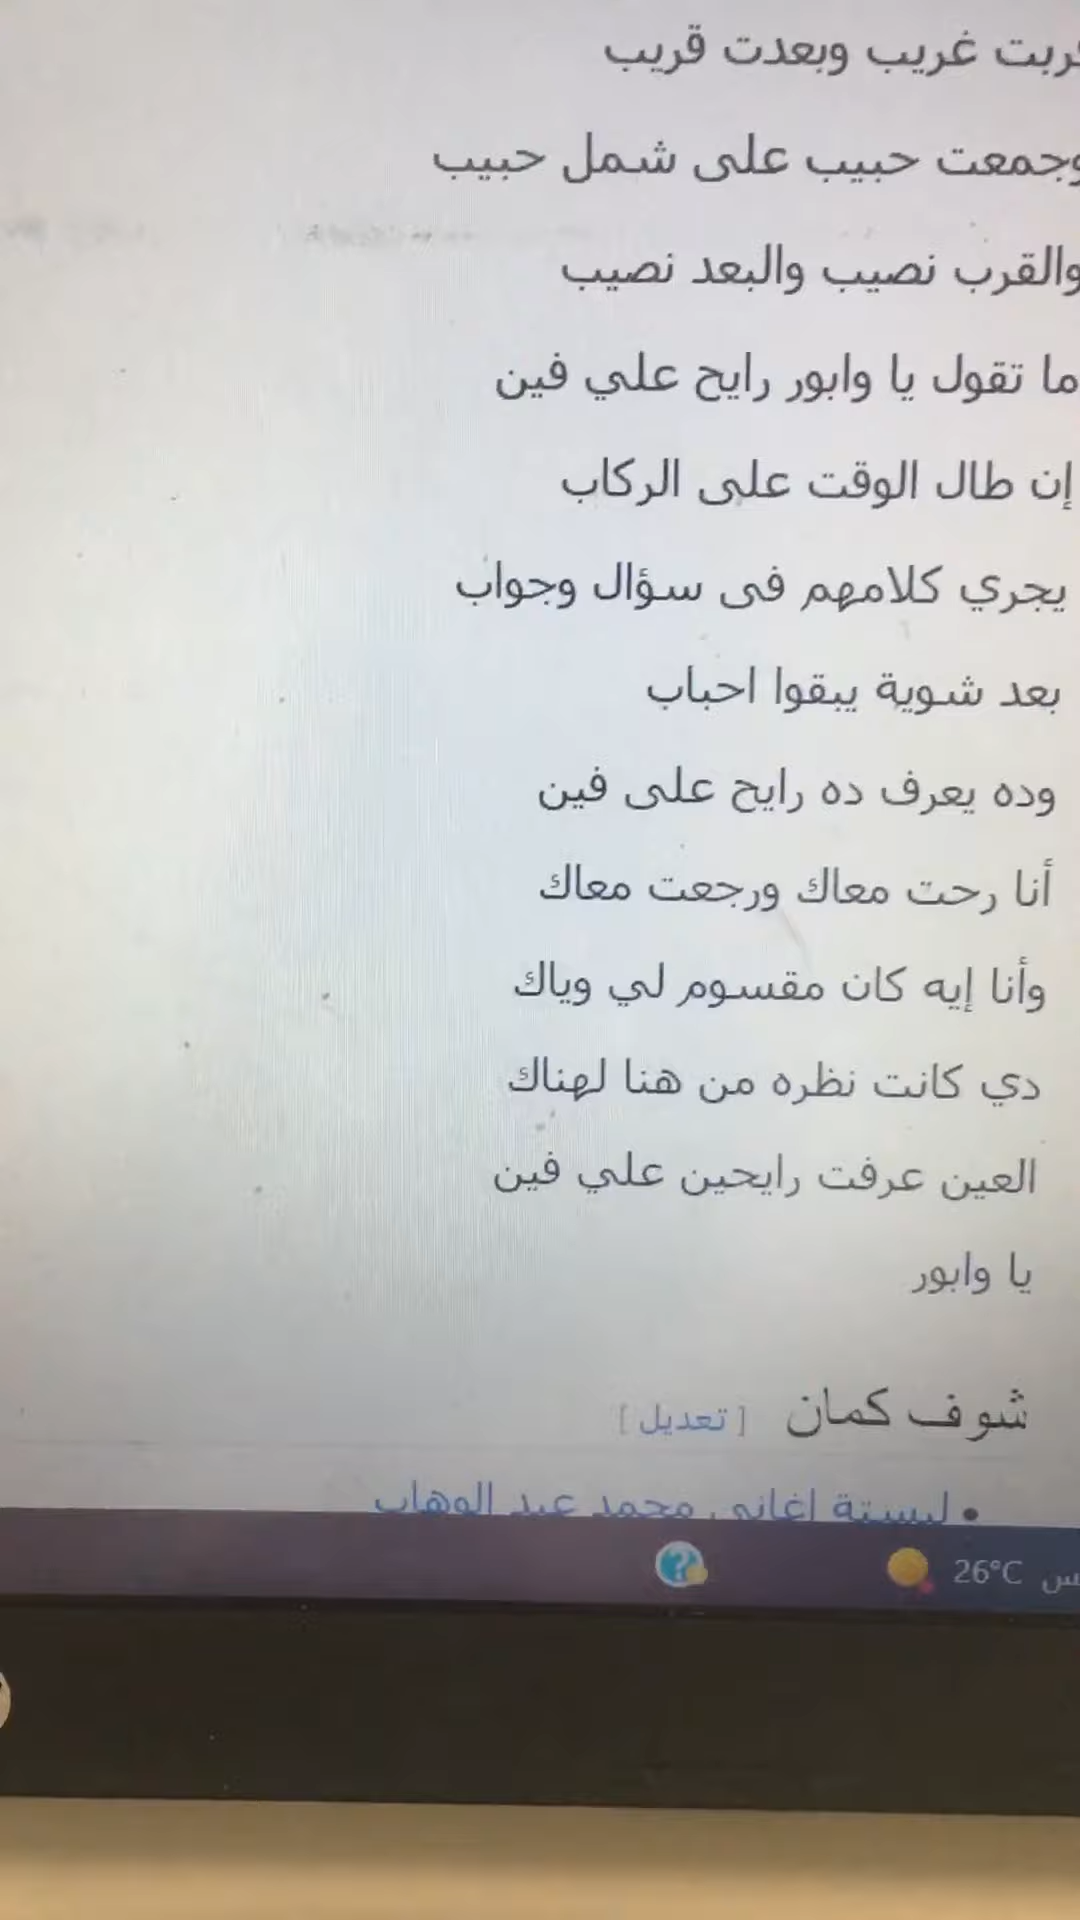 غريب وبعدت قريب
وجمعت حبيب على شمل حبيب
والقرب نصيب والبعد نصيب
ما تقول يا وابور رايح علي فين
إن طال الوقت على الركاب
يجري كلامهم فى سؤال وجواب
بعد شوية يبقوا احباب
وده يعرف ده رايح على فين
أنا رحت معاك ورجعت معاك
وأنا إيه كان مقسوم لي وياك
دي كانت نظره من هنا لهناك
العين عرفت رايحين علي فين
يا وابور
شوف كمان [ تعديل ]
• ليستة اغانى محمد عبد الوهاب
26°C